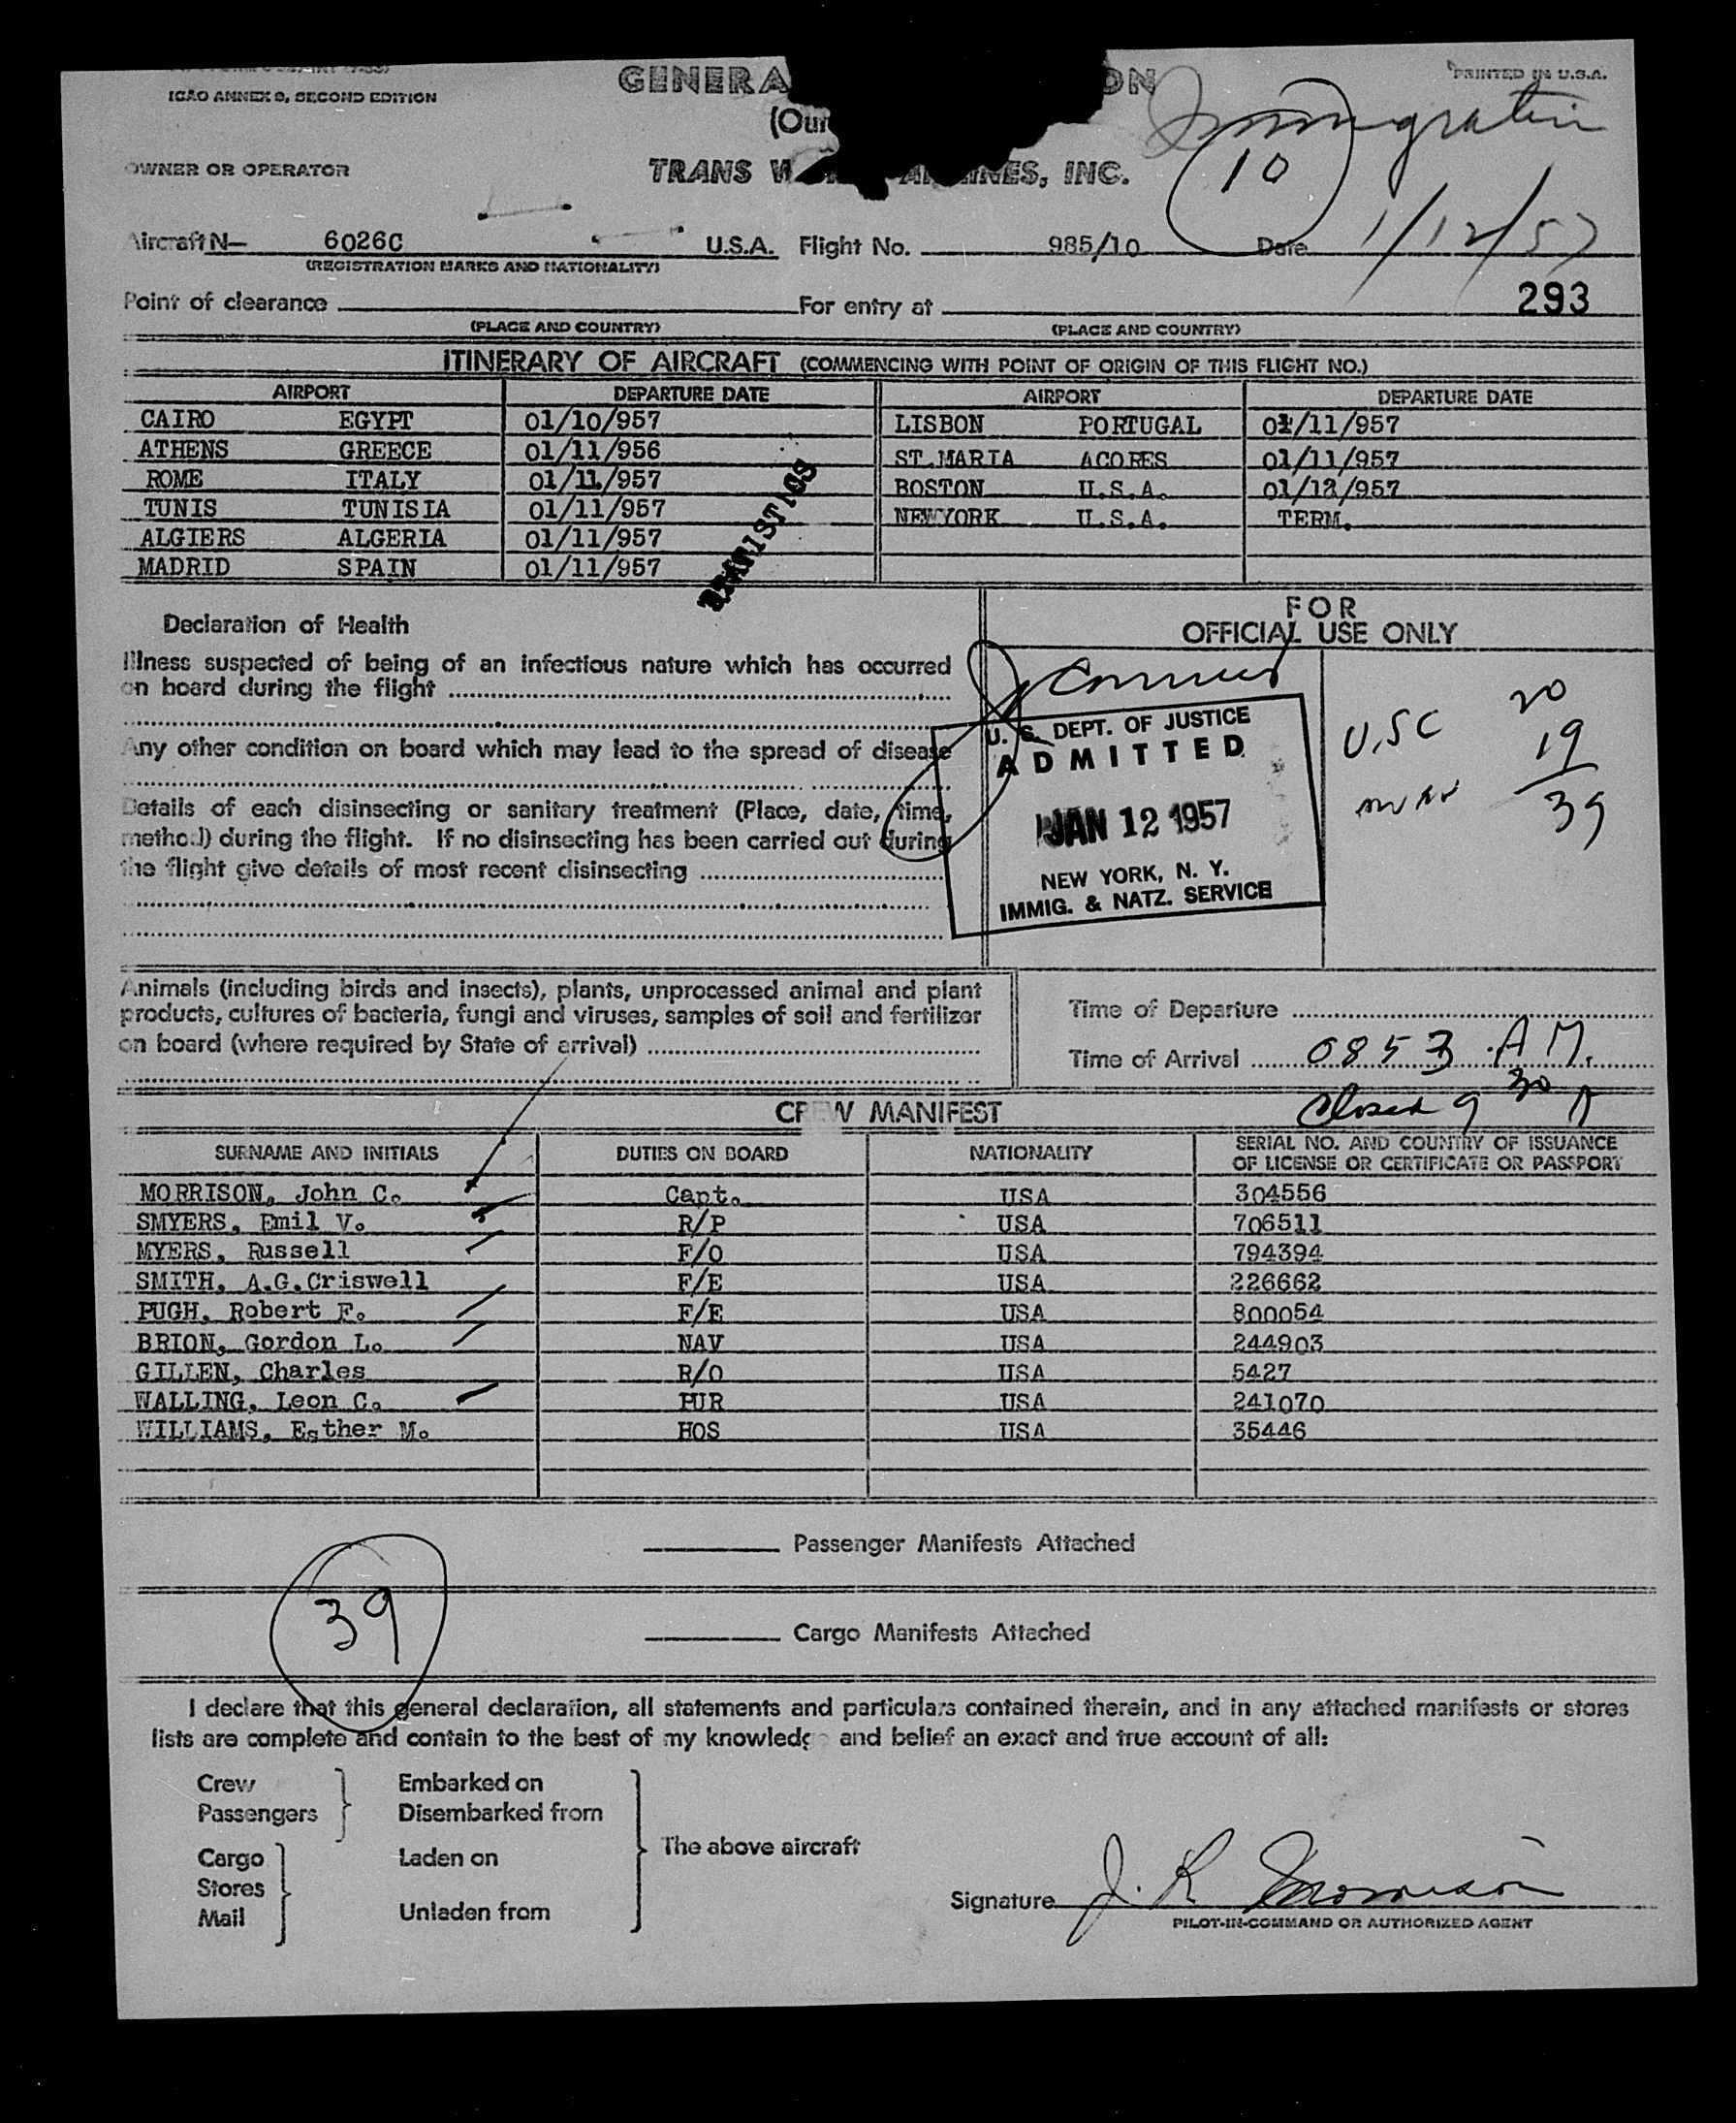 ICAO ANNEX 9, SECOND EDITION
GENERA ON
PRINTED IN U.S.A.
(Our
Immigration
10
OWNER OR OPERATOR
TRANS W AI INES, INC.
Aircraft N— 6026C U.S.A. Flight No. 985/10 Date 1/12/57
(REGISTRATION MARKS AND NATIONALITY)
293
Point of clearance For entry at
(PLACE AND COUNTRY) (PLACE AND COUNTRY)
ITINERARY OF AIRCRAFT (COMMENCING WITH POINT OF ORIGIN OF THIS FLIGHT NO.)
AIRPORT DEPARTURE DATE AIRPORT DEPARTURE DATE
CAIRO EGYPT 01/10/957 LISBON PORTUGAL 01/11/957
ATHENS GREECE 01/11/956 ST.MARIA ACORES 01/11/957
ROME ITALY 01/11/957 BOSTON U.S.A. 01/12/957
TUNIS TUNISIA 01/11/957 NEWYORK U.S.A. TERM.
ALGIERS ALGERIA 01/11/957
MADRID SPAIN 01/11/957
STATISTICS
Declaration of Health
Illness suspected of being of an infectious nature which has occurred
on board during the flight
Any other condition on board which may lead to the spread of disease
Details of each disinsecting or sanitary treatment (Place, date, time,
method) during the flight. If no disinsecting has been carried out during
the flight give details of most recent disinsecting
FOR
OFFICIAL USE ONLY
U. S. DEPT. OF JUSTICE
ADMITTED
JAN 12 1957
NEW YORK, N. Y.
IMMIG. & NATZ. SERVICE
20
U.SC 19
39
Animals (including birds and insects), plants, unprocessed animal and plant
products, cultures of bacteria, fungi and viruses, samples of soil and fertilizer
on board (where required by State of arrival)
Time of Departure
Time of Arrival 0853 AM.
Closed 9 30 A
CREW MANIFEST
SURNAME AND INITIALS DUTIES ON BOARD NATIONALITY SERIAL NO. AND COUNTRY OF ISSUANCE
OF LICENSE OR CERTIFICATE OR PASSPORT
MORRISON, John C. Capt. USA 304556
SMYERS, Emil V. R/P USA 706511
MYERS, Russell F/O USA 794394
SMITH, A.G.Criswell F/E USA 226662
PUGH, Robert F. F/E USA 800054
BRION, Gordon L. NAV USA 244903
GILLEN, Charles R/O USA 5427
WALLING, Leon C. PUR USA 241070
WILLIAMS, Esther M. HOS USA 35446
Passenger Manifests Attached
39
Cargo Manifests Attached
I declare that this general declaration, all statements and particulars contained therein, and in any attached manifests or stores
lists are complete and contain to the best of my knowledge and belief an exact and true account of all:
Crew Embarked on
Passengers Disembarked from
Cargo Laden on
Stores
Mail Unladen from
The above aircraft
Signature J. R Morrison
PILOT-IN-COMMAND OR AUTHORIZED AGENT